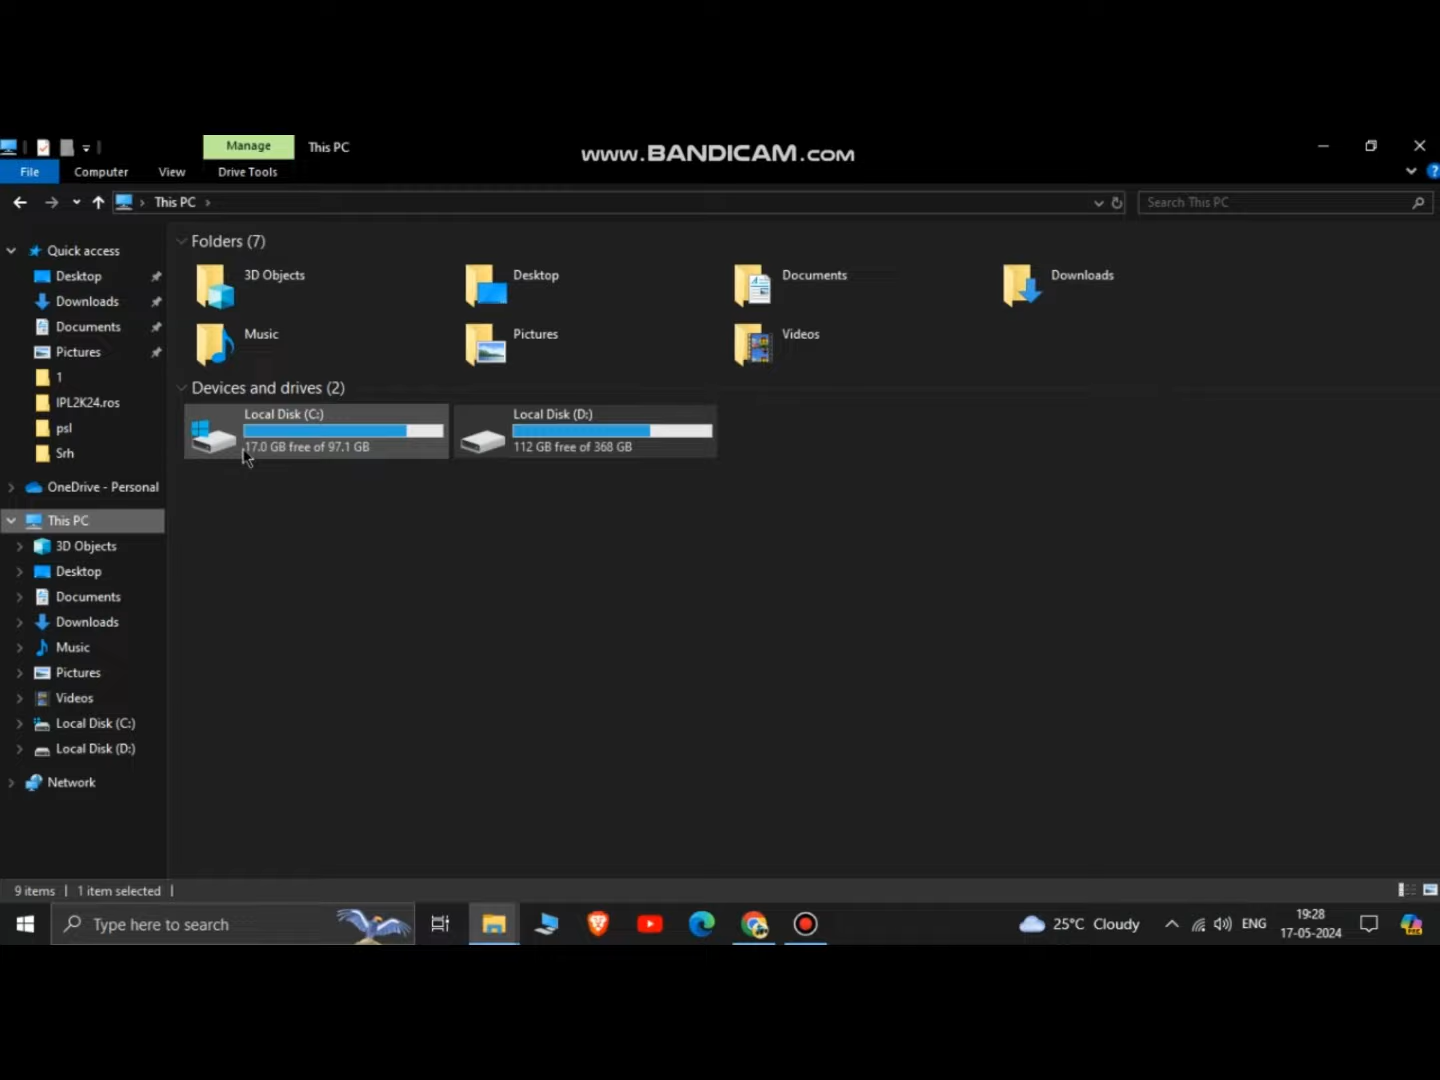 www.BANDICAM.com
Manage
This PC
File
Computer
View
Drive Tools
This PC
Search This PC
Quick access
Desktop
Downloads
Documents
Pictures
1
IPL2K24.ros
psl
Srh
OneDrive - Personal
This PC
3D Objects
Desktop
Documents
Downloads
Music
Pictures
Videos
Local Disk (C:)
Local Disk (D:)
Network
Folders (7)
3D Objects
Desktop
Documents
Downloads
Music
Pictures
Videos
Devices and drives (2)
Local Disk (C:)
17.0 GB free of 97.1 GB
Local Disk (D:)
112 GB free of 368 GB
9 items
1 item selected
Type here to search
25°C Cloudy
ENG
19:28
17-05-2024